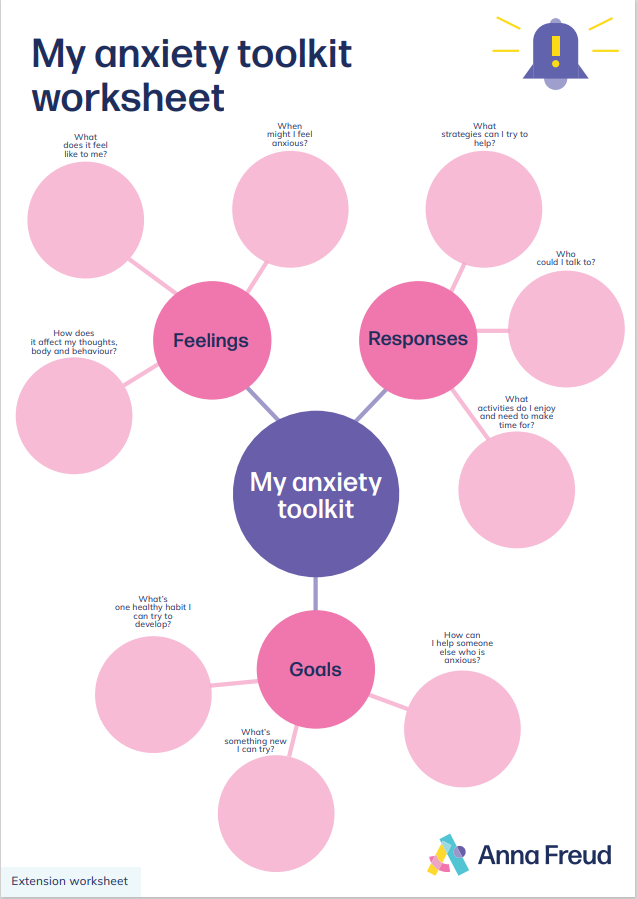 My anxiety toolkit
worksheet
!
What
does it feel
like to me?
When
might I feel
anxious?
What
strategies can I try to
help?
Who
could I talk to?
How does
it affect my thoughts,
body and behaviour?
Feelings
Responses
What
activities do I enjoy
and need to make
time for?
My anxiety
toolkit
What's
one healthy habit I
can try to
develop?
Goals
How can
I help someone
else who is
anxious?
What's
something new
I can try?
Anna Freud
Extension worksheet